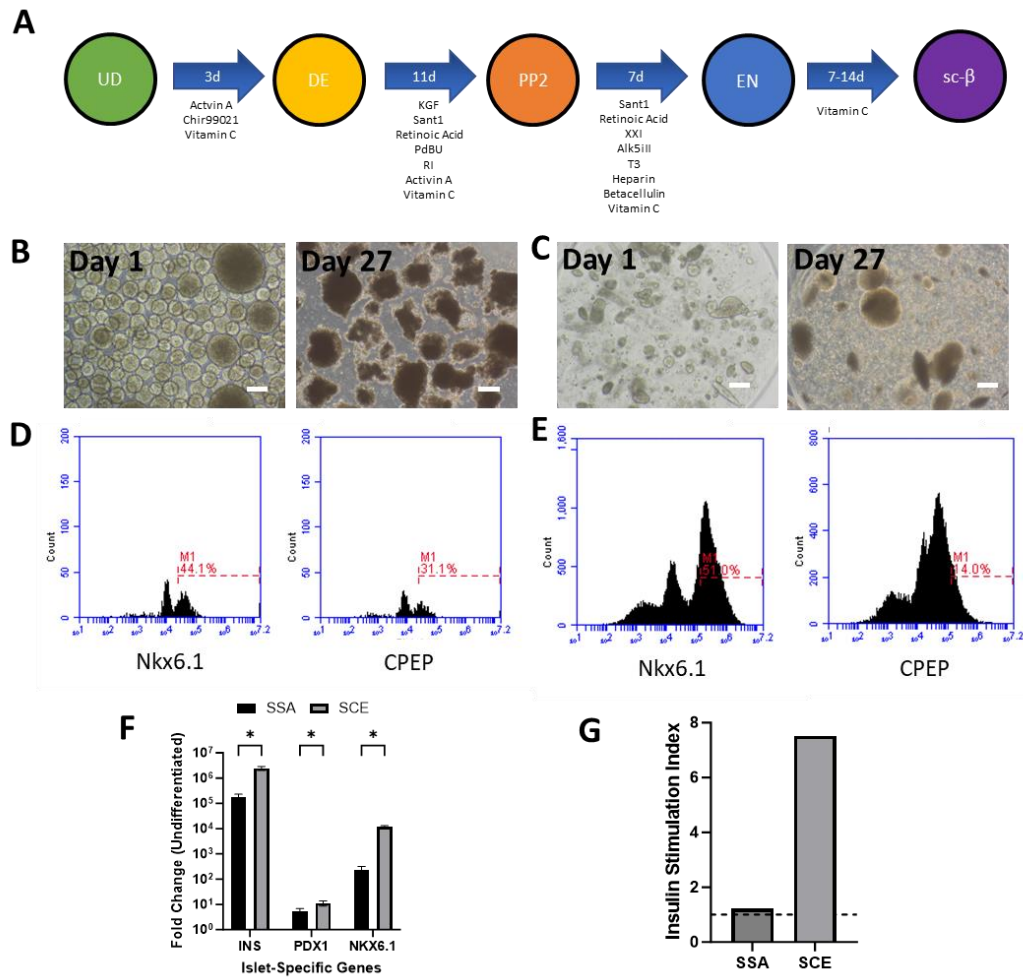 A
UD
3d
DE
11d
PP2
7d
EN
7-14d
sc-β
Actvin A
Chir99021
Vitamin C
KGF
Sant1
Retinoic Acid
PdBU
RI
Activin A
Vitamin C
Sant1
Retinoic Acid
XXI
Alk5iII
T3
Heparin
Betacellulin
Vitamin C
Vitamin C
B
Day 1
Day 27
C
Day 1
Day 27
D
Count
200
150
100
50
0
M1
44.1%
Nkx6.1
Count
200
150
100
50
0
M1
31.1%
CPEP
E
Count
1,600
1,000
500
0
M1
51.0%
Nkx6.1
Count
800
600
400
200
0
M1
14.0%
CPEP
F
SSA SCE
* * *
Fold Change (Undifferentiated)
10⁷
10⁶
10⁵
10⁴
10³
10²
10¹
10⁰
INS PDX1 NKX6.1
Islet-Specific Genes
G
Insulin Stimulation Index
8
6
4
2
0
SSA SCE